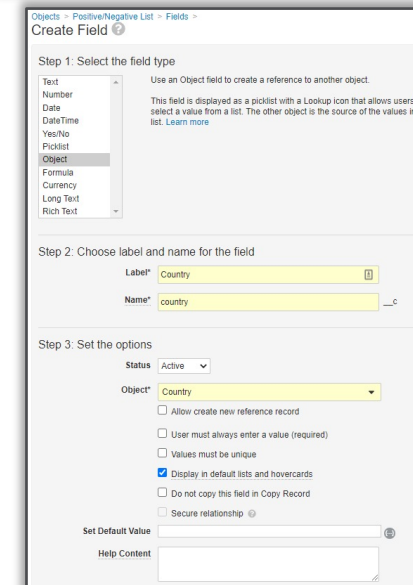 Objects > Positive/Negative List > Fields >
Create Field
Step 1: Select the field type
Text
Number
Date
DateTime
Yes/No
Picklist
Object
Formula
Currency
Long Text
Rich Text
Use an Object field to create a reference to another object.
This field is displayed as a picklist with a Lookup icon that allows users
select a value from a list. The other object is the source of the values in
list. Learn more
Step 2: Choose label and name for the field
Label* Country
Name* country __c
Step 3: Set the options
Status Active
Object* Country
Allow create new reference record
User must always enter a value (required)
Values must be unique
Display in default lists and hovercards
Do not copy this field in Copy Record
Secure relationship
Set Default Value
Help Content